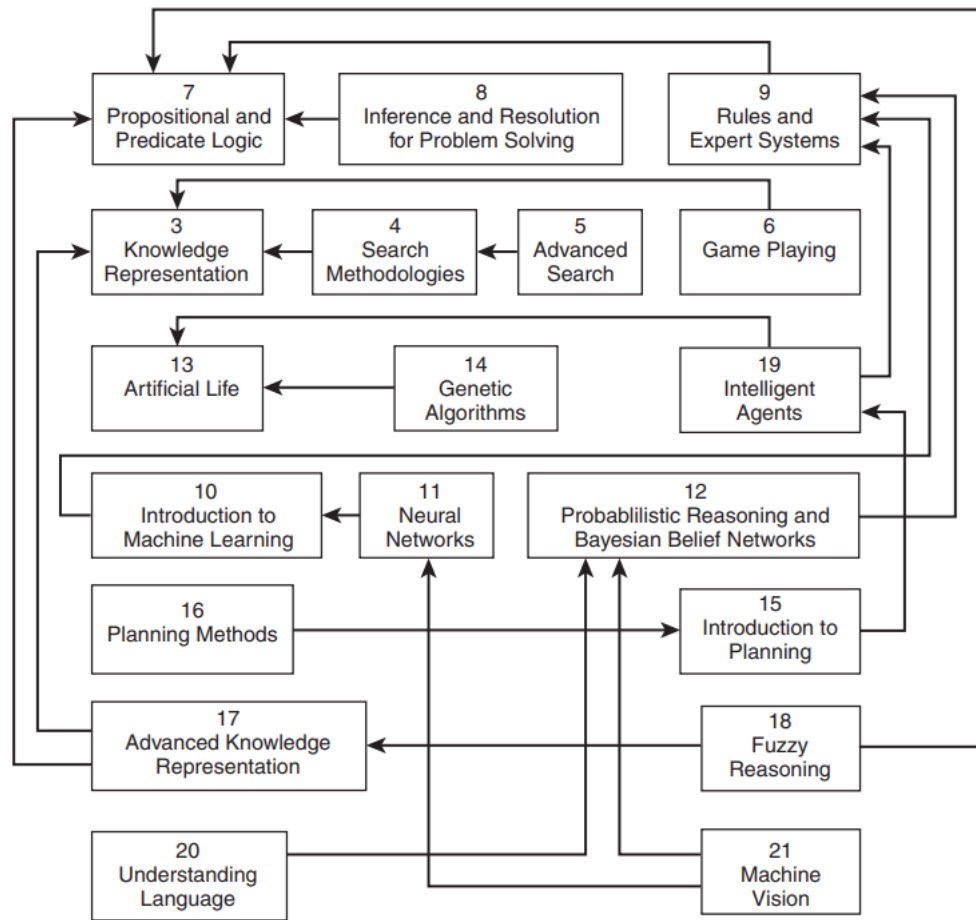 7
Propositional and
Predicate Logic
8
Inference and Resolution
for Problem Solving
9
Rules and
Expert Systems
3
Knowledge
Representation
4
Search
Methodologies
5
Advanced
Search
6
Game Playing
13
Artificial Life
14
Genetic
Algorithms
19
Intelligent
Agents
10
Introduction to
Machine Learning
11
Neural
Networks
12
Probablilistic Reasoning and
Bayesian Belief Networks
16
Planning Methods
15
Introduction to
Planning
17
Advanced Knowledge
Representation
18
Fuzzy
Reasoning
20
Understanding
Language
21
Machine
Vision